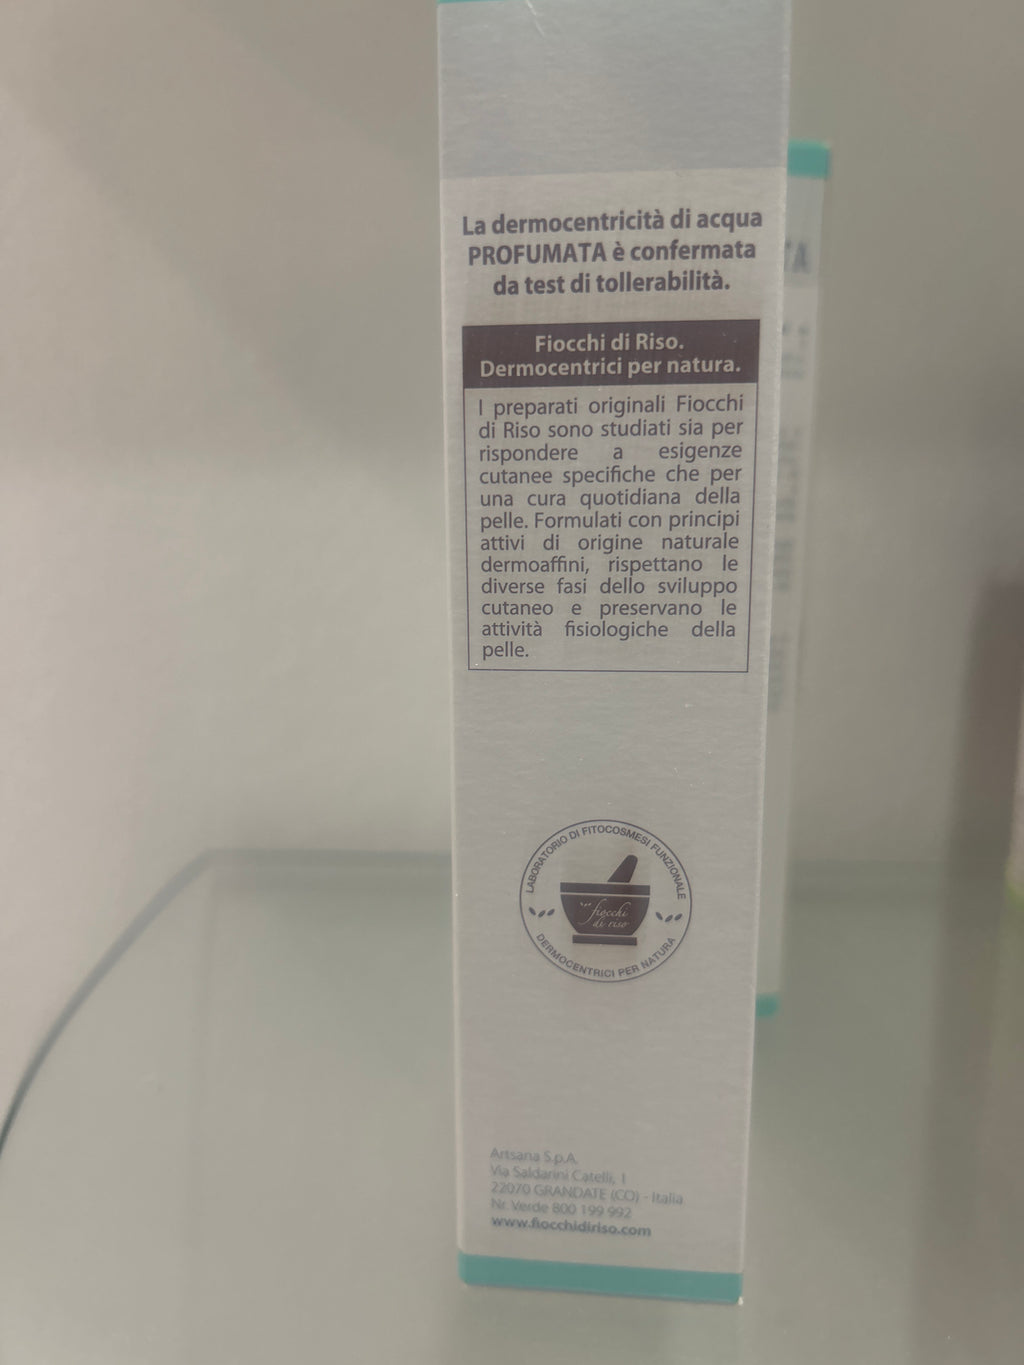 La dermocentricità di acqua
PROFUMATA è confermata
da test di tollerabilità.
Fiocchi di Riso.
Dermocentrici per natura.
I preparati originali Fiocchi
di Riso sono studiati sia per
rispondere a esigenze
cutanee specifiche che per
una cura quotidiana della
pelle. Formulati con principi
attivi di origine naturale
dermoaffini, rispettano le
diverse fasi dello sviluppo
cutaneo e preservano le
attività fisiologiche della
pelle.
LABORATORIO DI FITOCOSMESI FUNZIONALE
fiocchi
di riso
DERMOCENTRICI PER NATURA
Artsana S.p.A.
Via Saldarini Catelli, 1
22070 GRANDATE (CO) - Italia
Nr. Verde 800 199 992
www.fiocchidiriso.com